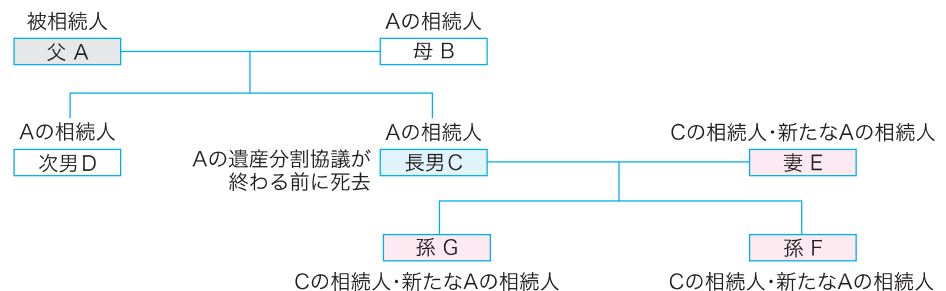 被相続人
父 A
Aの相続人
母 B
Aの相続人
次男D
Aの遺産分割協議が
終わる前に死去
Aの相続人
長男C
Cの相続人・新たなAの相続人
妻 E
孫 G
Cの相続人・新たなAの相続人
孫 F
Cの相続人・新たなAの相続人